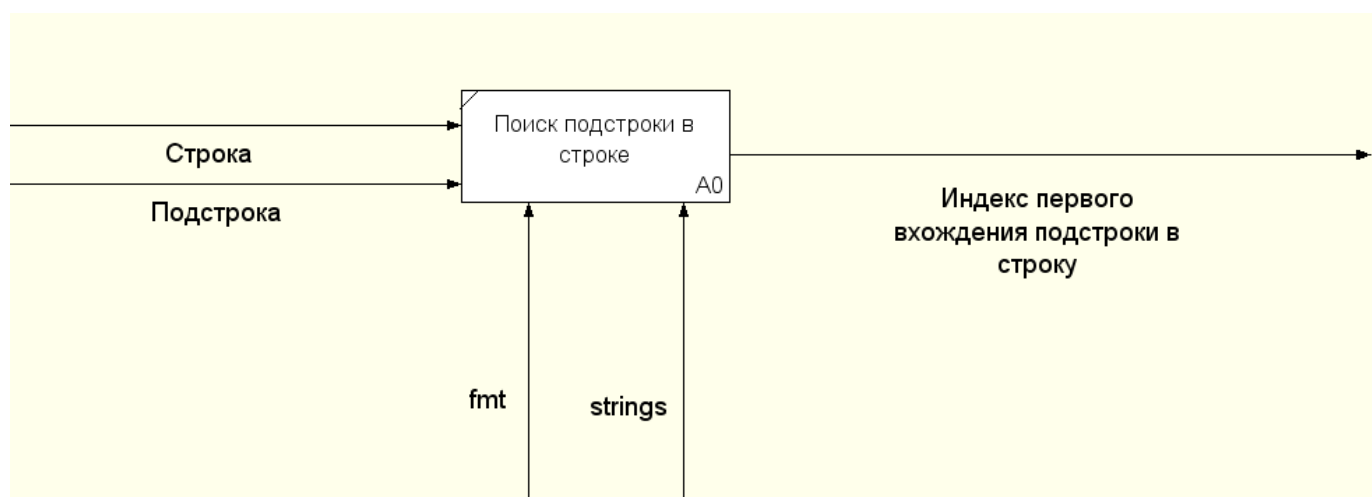 Поиск подстроки в
строке
A0
Строка
Подстрока
Индекс первого
вхождения подстроки в
строку
fmt
strings